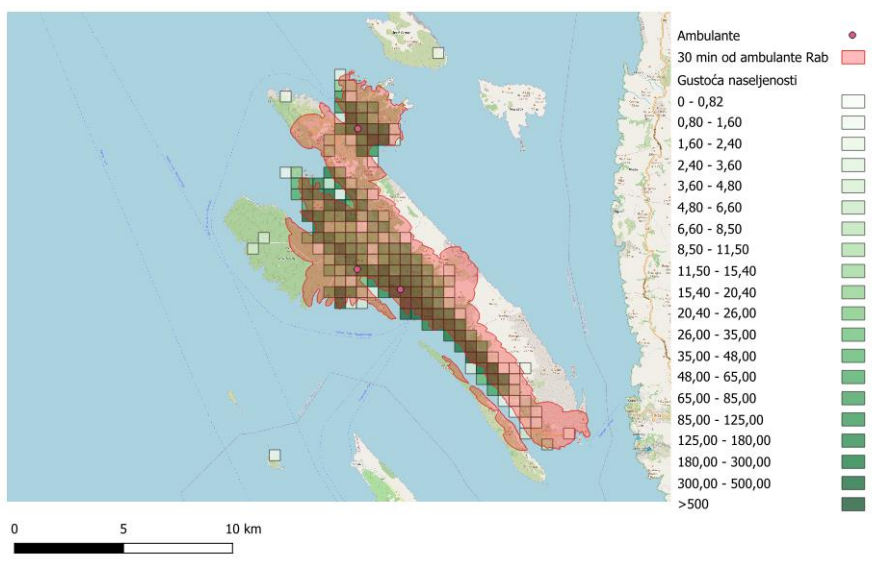 Ambulante
30 min od ambulante Rab
Gustoća naseljenosti
0 - 0,82
0,80 - 1,60
1,60 - 2,40
2,40 - 3,60
3,60 - 4,80
4,80 - 6,60
6,60 - 8,50
8,50 - 11,50
11,50 - 15,40
15,40 - 20,40
20,40 - 26,00
26,00 - 35,00
35,00 - 48,00
48,00 - 65,00
65,00 - 85,00
85,00 - 125,00
125,00 - 180,00
180,00 - 300,00
300,00 - 500,00
>500
0 5 10 km